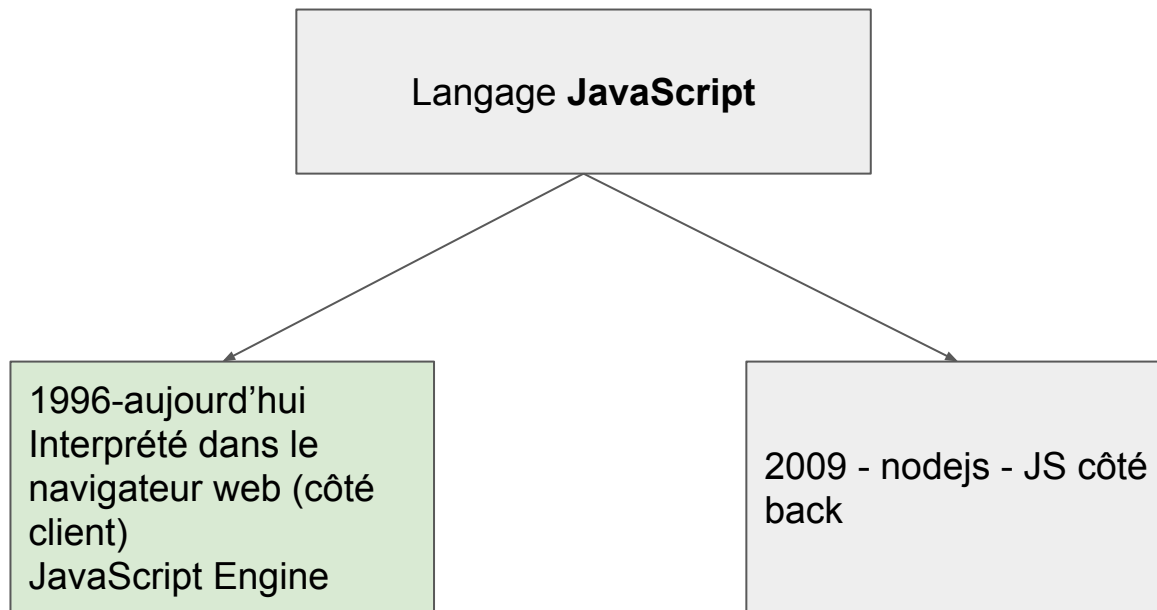 Langage JavaScript
1996-aujourd’hui
Interprété dans le
navigateur web (côté
client)
JavaScript Engine
2009 - nodejs - JS côté
back